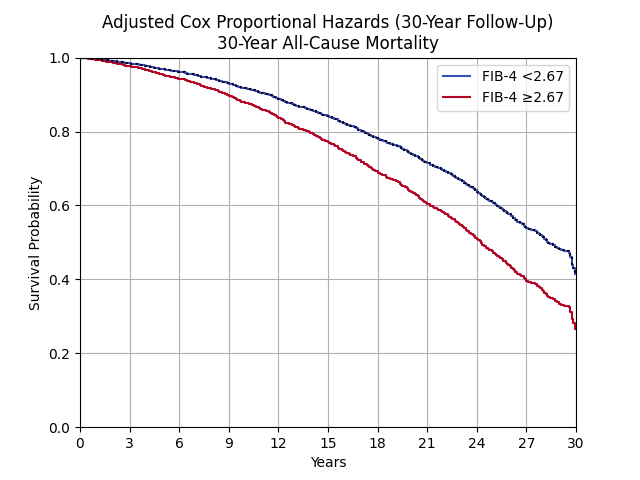 Adjusted Cox Proportional Hazards (30-Year Follow-Up)
30-Year All-Cause Mortality
FIB-4 <2.67
FIB-4 ≥2.67
Survival Probability
1.0
0.8
0.6
0.4
0.2
0.0
0 3 6 9 12 15 18 21 24 27 30
Years